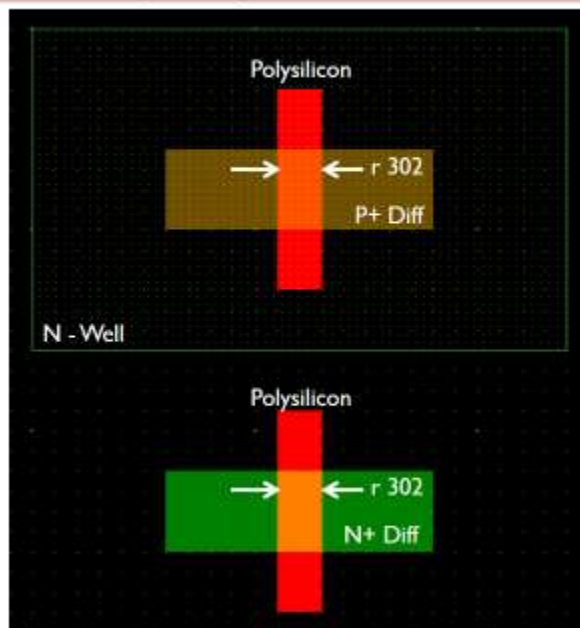 Polysilicon
r 302
P+ Diff
N - Well
Polysilicon
r 302
N+ Diff